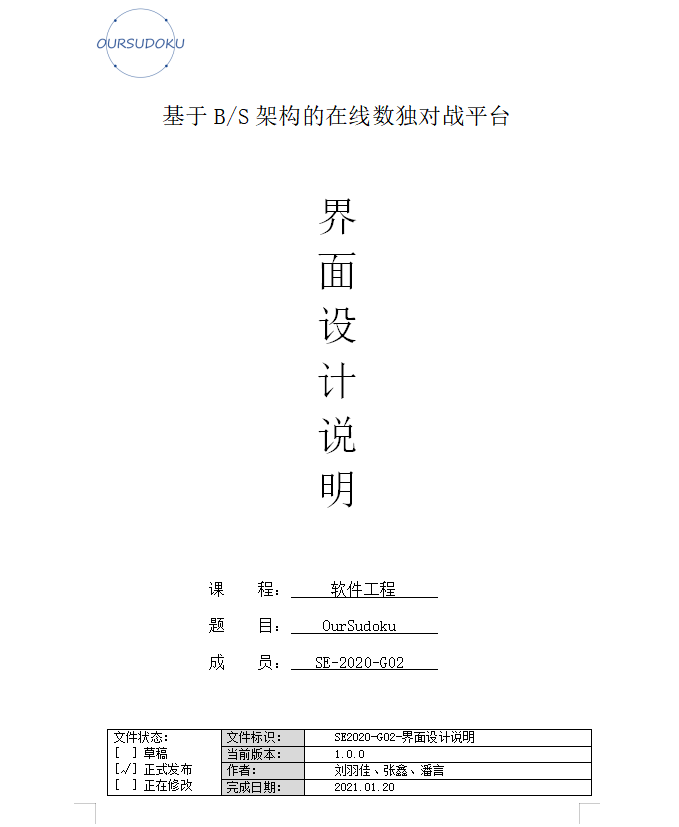 OURSUDOKU
基于 B/S 架构的在线数独对战平台
界
面
设
计
说
明
课 程： 软件工程
题 目： OurSudoku
成 员： SE-2020-G02
文件状态：
[ ] 草稿
[√] 正式发布
[ ] 正在修改
文件标识： SE2020-G02-界面设计说明
当前版本： 1.0.0
作者： 刘羽佳、张鑫、潘言
完成日期： 2021.01.20